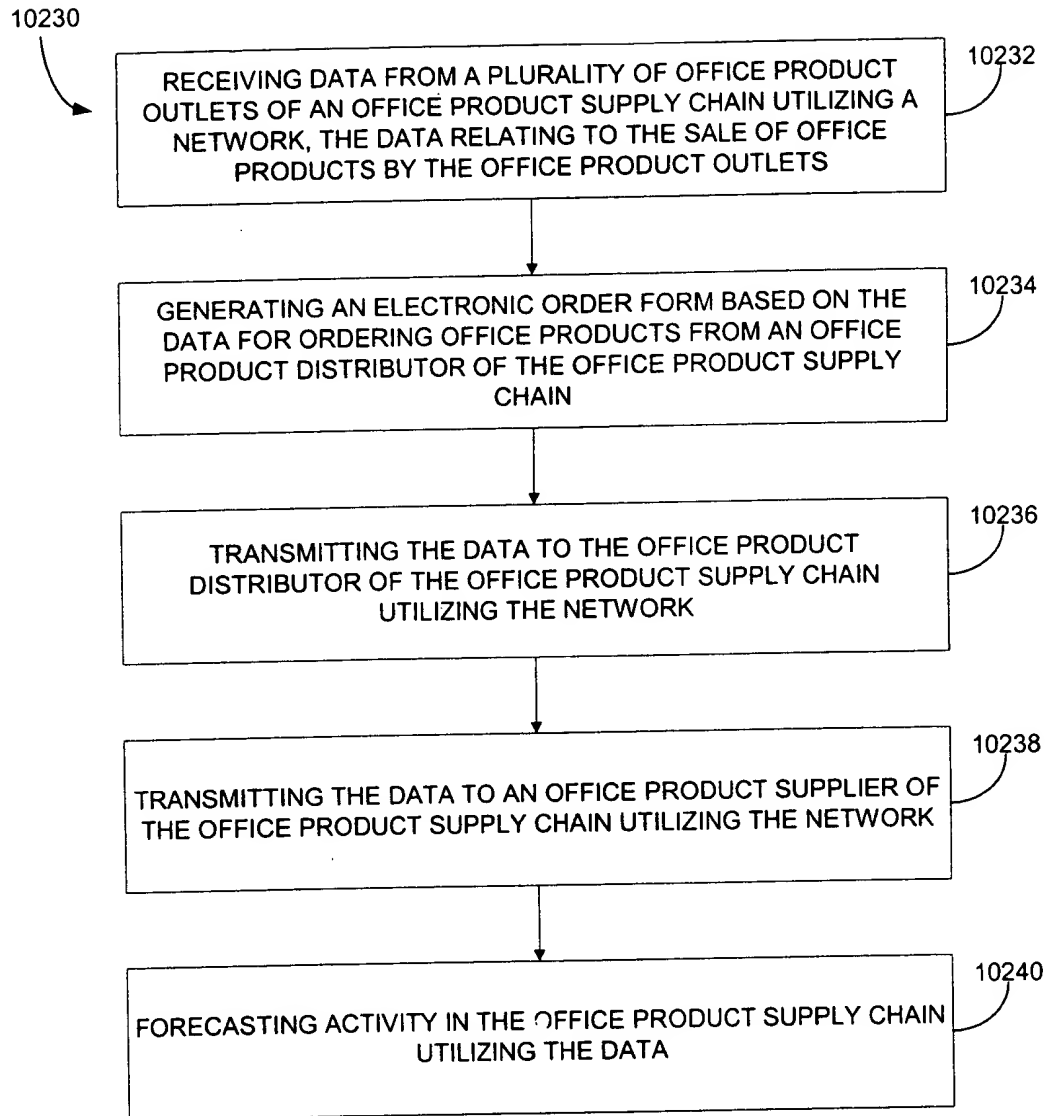 10230
10232
RECEIVING DATA FROM A PLURALITY OF OFFICE PRODUCT
OUTLETS OF AN OFFICE PRODUCT SUPPLY CHAIN UTILIZING A
NETWORK, THE DATA RELATING TO THE SALE OF OFFICE
PRODUCTS BY THE OFFICE PRODUCT OUTLETS
10234
GENERATING AN ELECTRONIC ORDER FORM BASED ON THE
DATA FOR ORDERING OFFICE PRODUCTS FROM AN OFFICE
PRODUCT DISTRIBUTOR OF THE OFFICE PRODUCT SUPPLY
CHAIN
10236
TRANSMITTING THE DATA TO THE OFFICE PRODUCT
DISTRIBUTOR OF THE OFFICE PRODUCT SUPPLY CHAIN
UTILIZING THE NETWORK
10238
TRANSMITTING THE DATA TO AN OFFICE PRODUCT SUPPLIER OF
THE OFFICE PRODUCT SUPPLY CHAIN UTILIZING THE NETWORK
10240
FORECASTING ACTIVITY IN THE OFFICE PRODUCT SUPPLY CHAIN
UTILIZING THE DATA